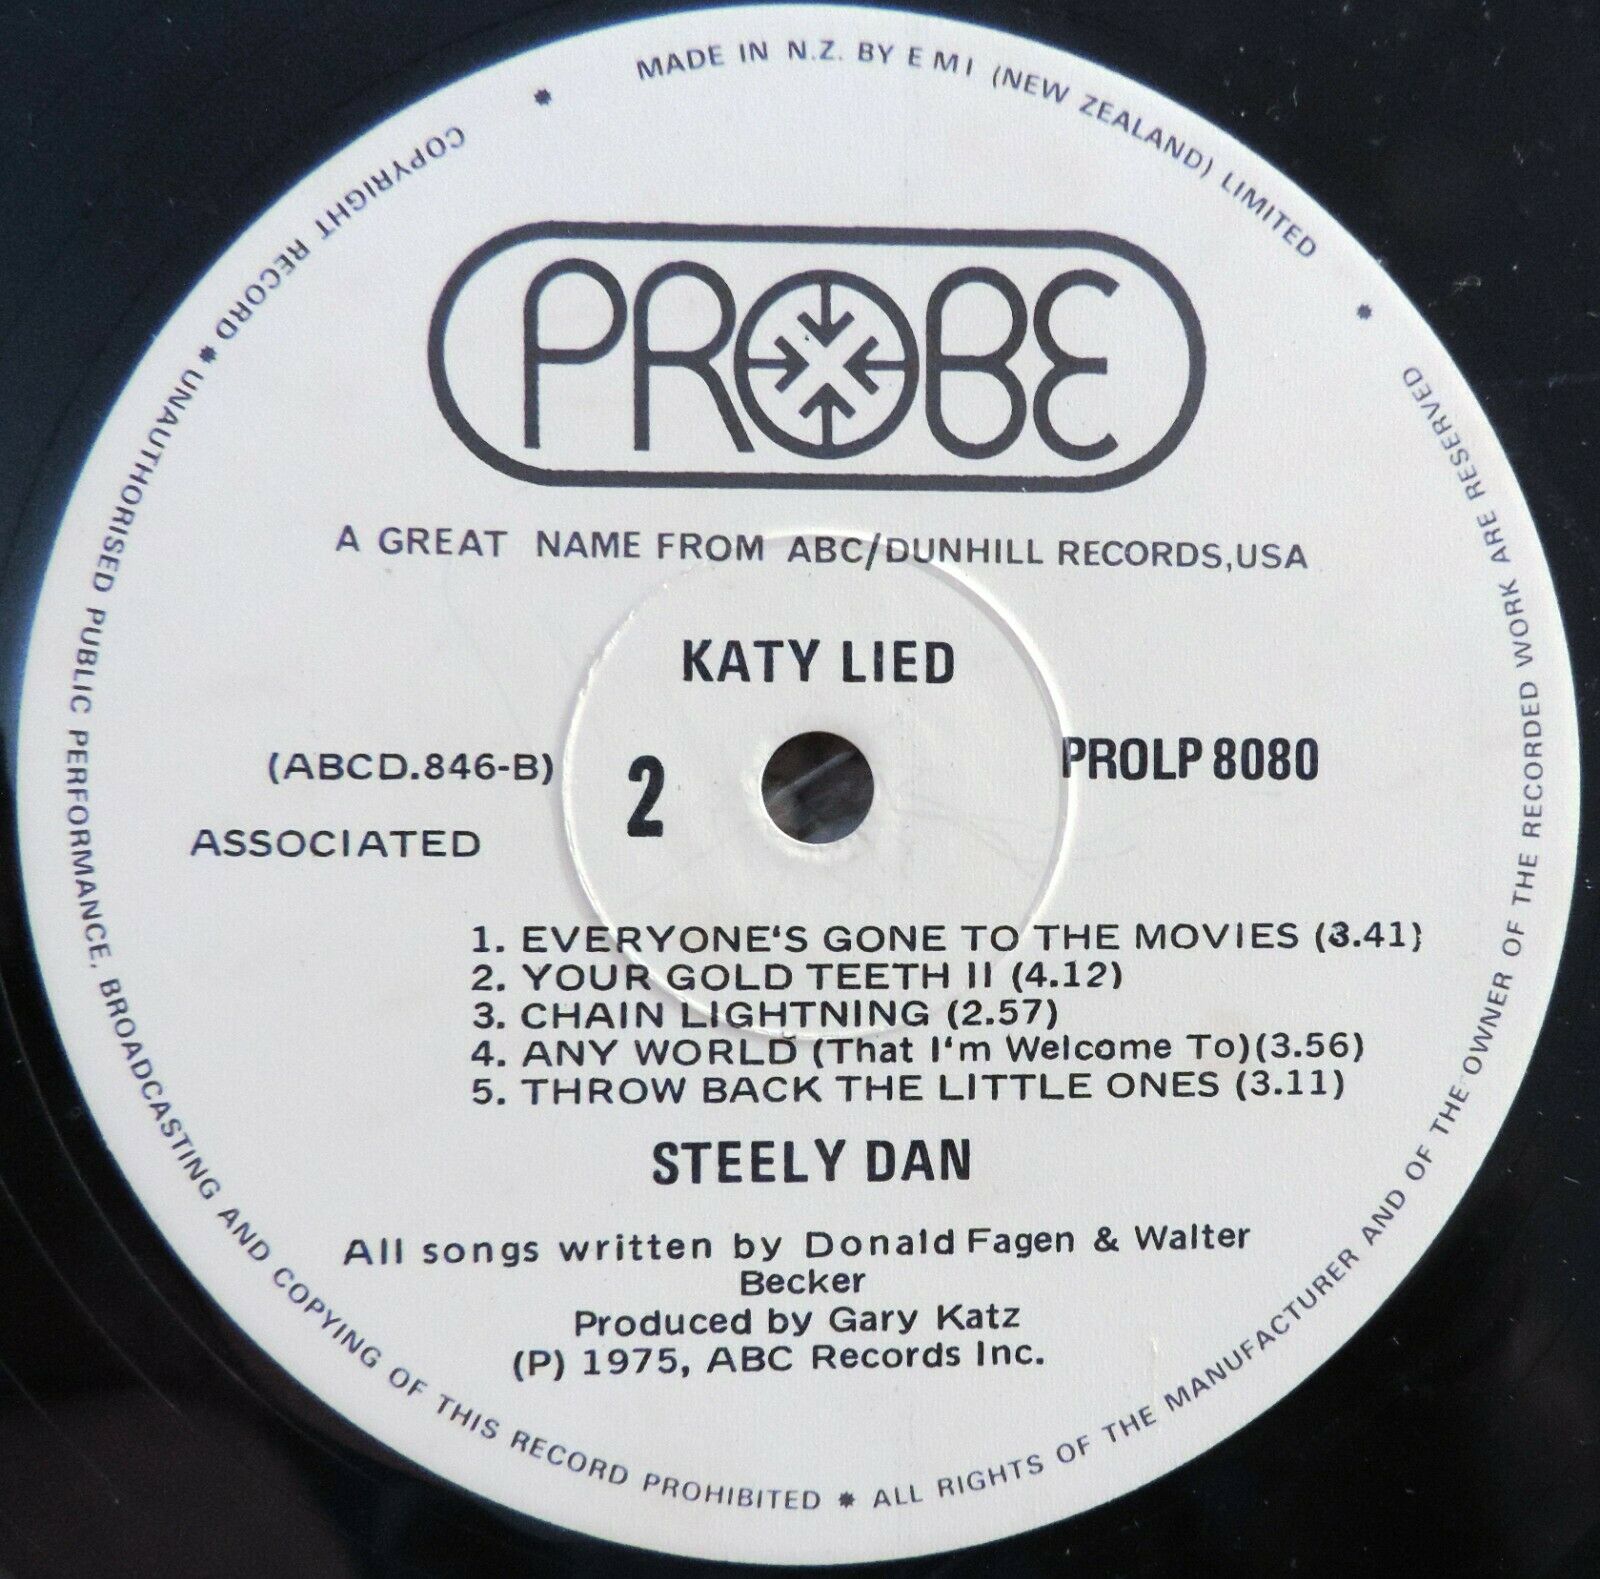 MADE IN N.Z. BY EMI (NEW ZEALAND) LIMITED
PROBE
A GREAT NAME FROM ABC/DUNHILL RECORDS,USA
KATY LIED
(ABCD.846-B) 2 PROLP 8080
ASSOCIATED
1. EVERYONE'S GONE TO THE MOVIES (3.41)
2. YOUR GOLD TEETH II (4.12)
3. CHAIN LIGHTNING (2.57)
4. ANY WORLD (That I'm Welcome To)(3.56)
5. THROW BACK THE LITTLE ONES (3.11)
STEELY DAN
All songs written by Donald Fagen & Walter
Becker
Produced by Gary Katz
(P) 1975, ABC Records Inc.
COPYRIGHT RECORD * UNAUTHORISED PUBLIC PERFORMANCE, BROADCASTING AND COPYING OF THIS RECORD PROHIBITED * ALL RIGHTS OF THE MANUFACTURER AND OF THE OWNER OF THE RECORDED WORK ARE RESERVED